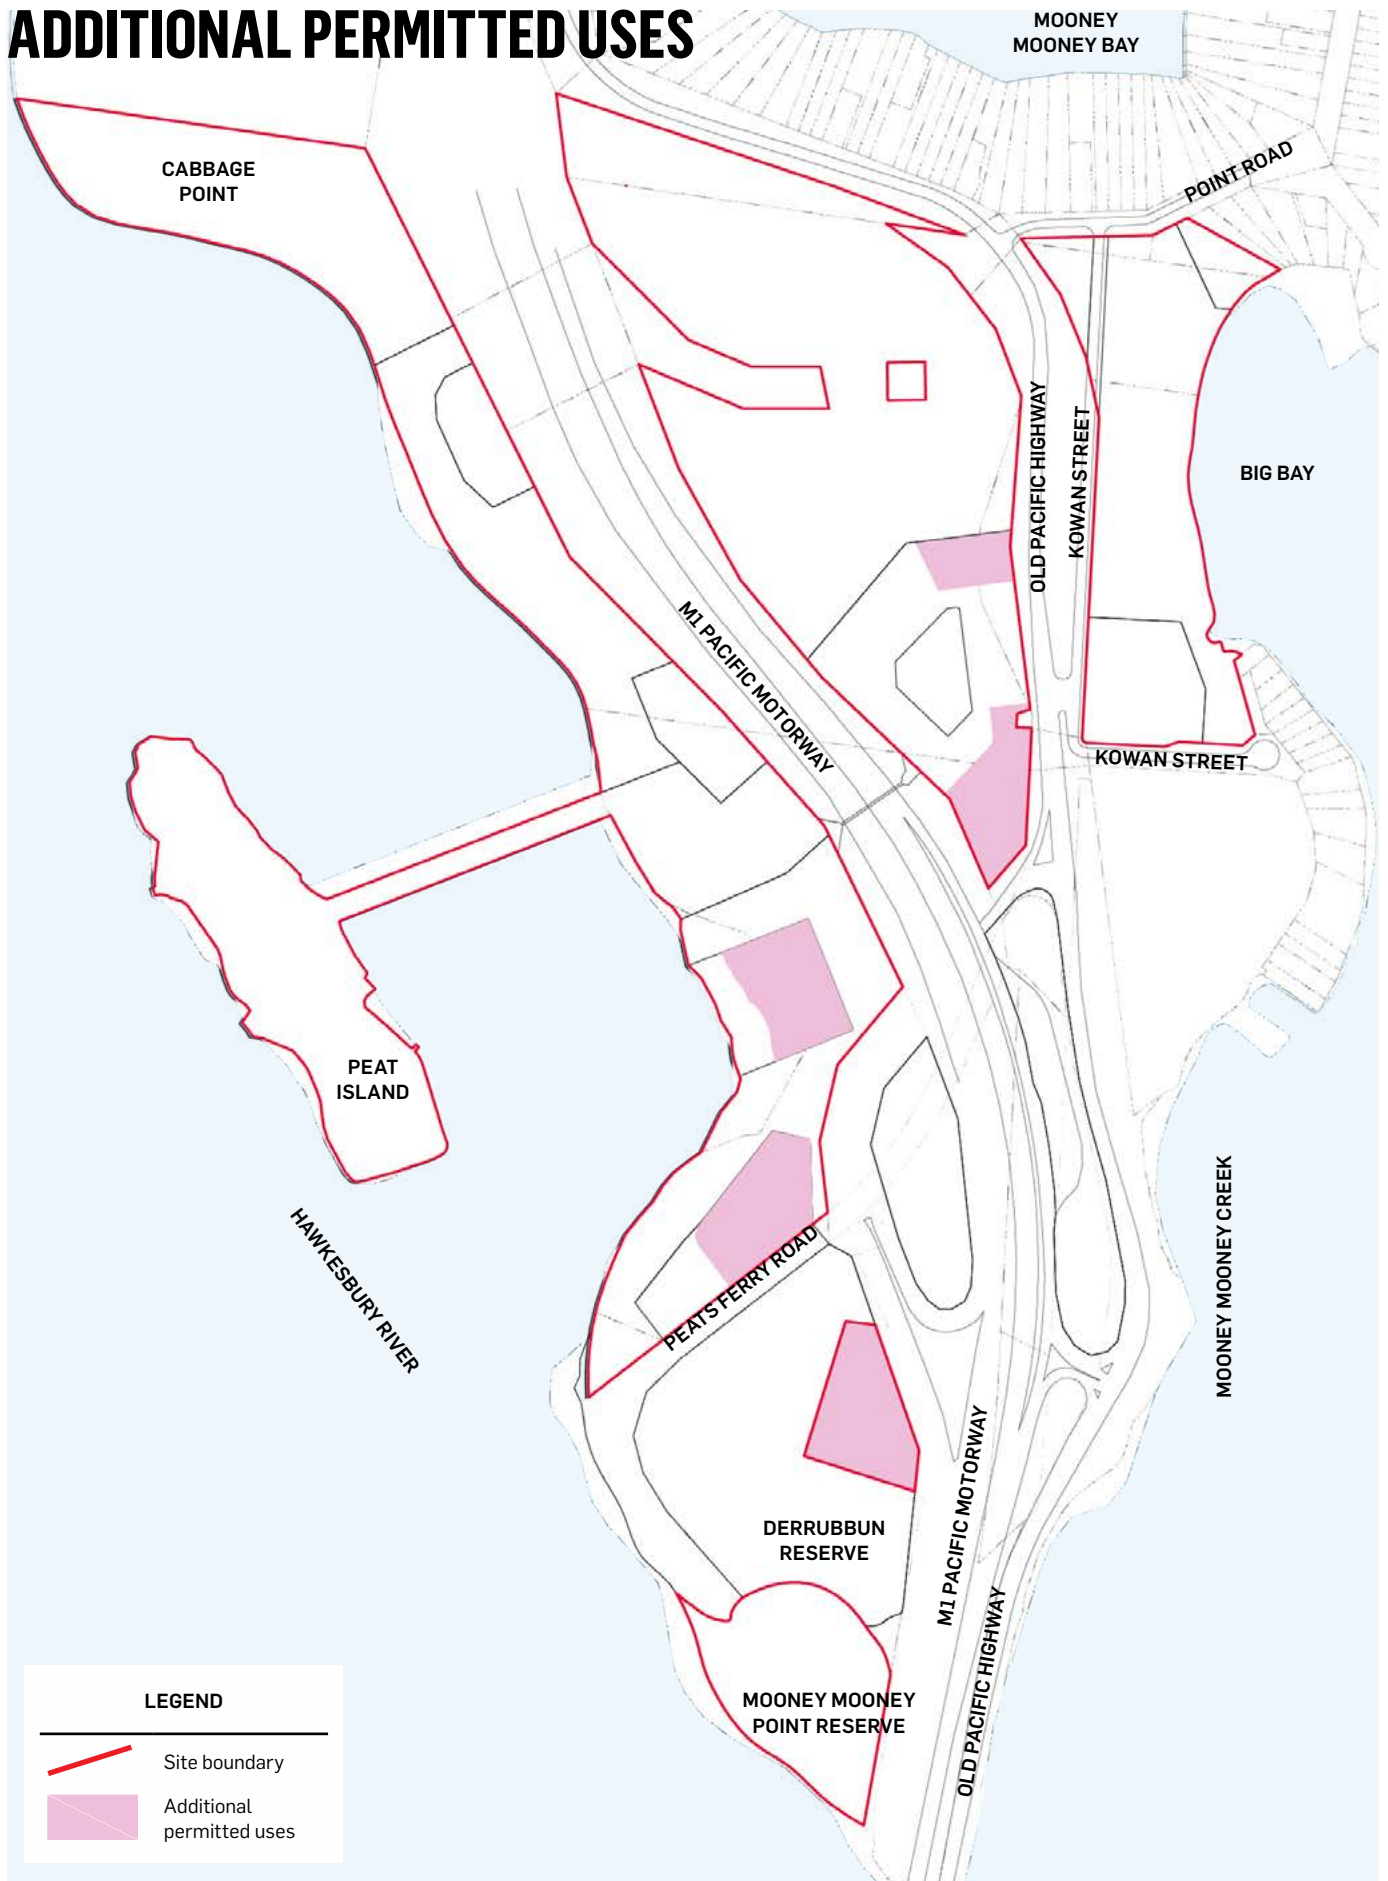 ADDITIONAL PERMITTED USES
MOONEY
MOONEY BAY
CABBAGE
POINT
POINT ROAD
OLD PACIFIC HIGHWAY
KOWAN STREET
BIG BAY
M1 PACIFIC MOTORWAY
KOWAN STREET
PEAT
ISLAND
HAWKESBURY RIVER
MOONEY MOONEY CREEK
PEATS FERRY ROAD
M1 PACIFIC MOTORWAY
DERRUBBUN
RESERVE
OLD PACIFIC HIGHWAY
MOONEY MOONEY
POINT RESERVE
LEGEND
Site boundary
Additional
permitted uses